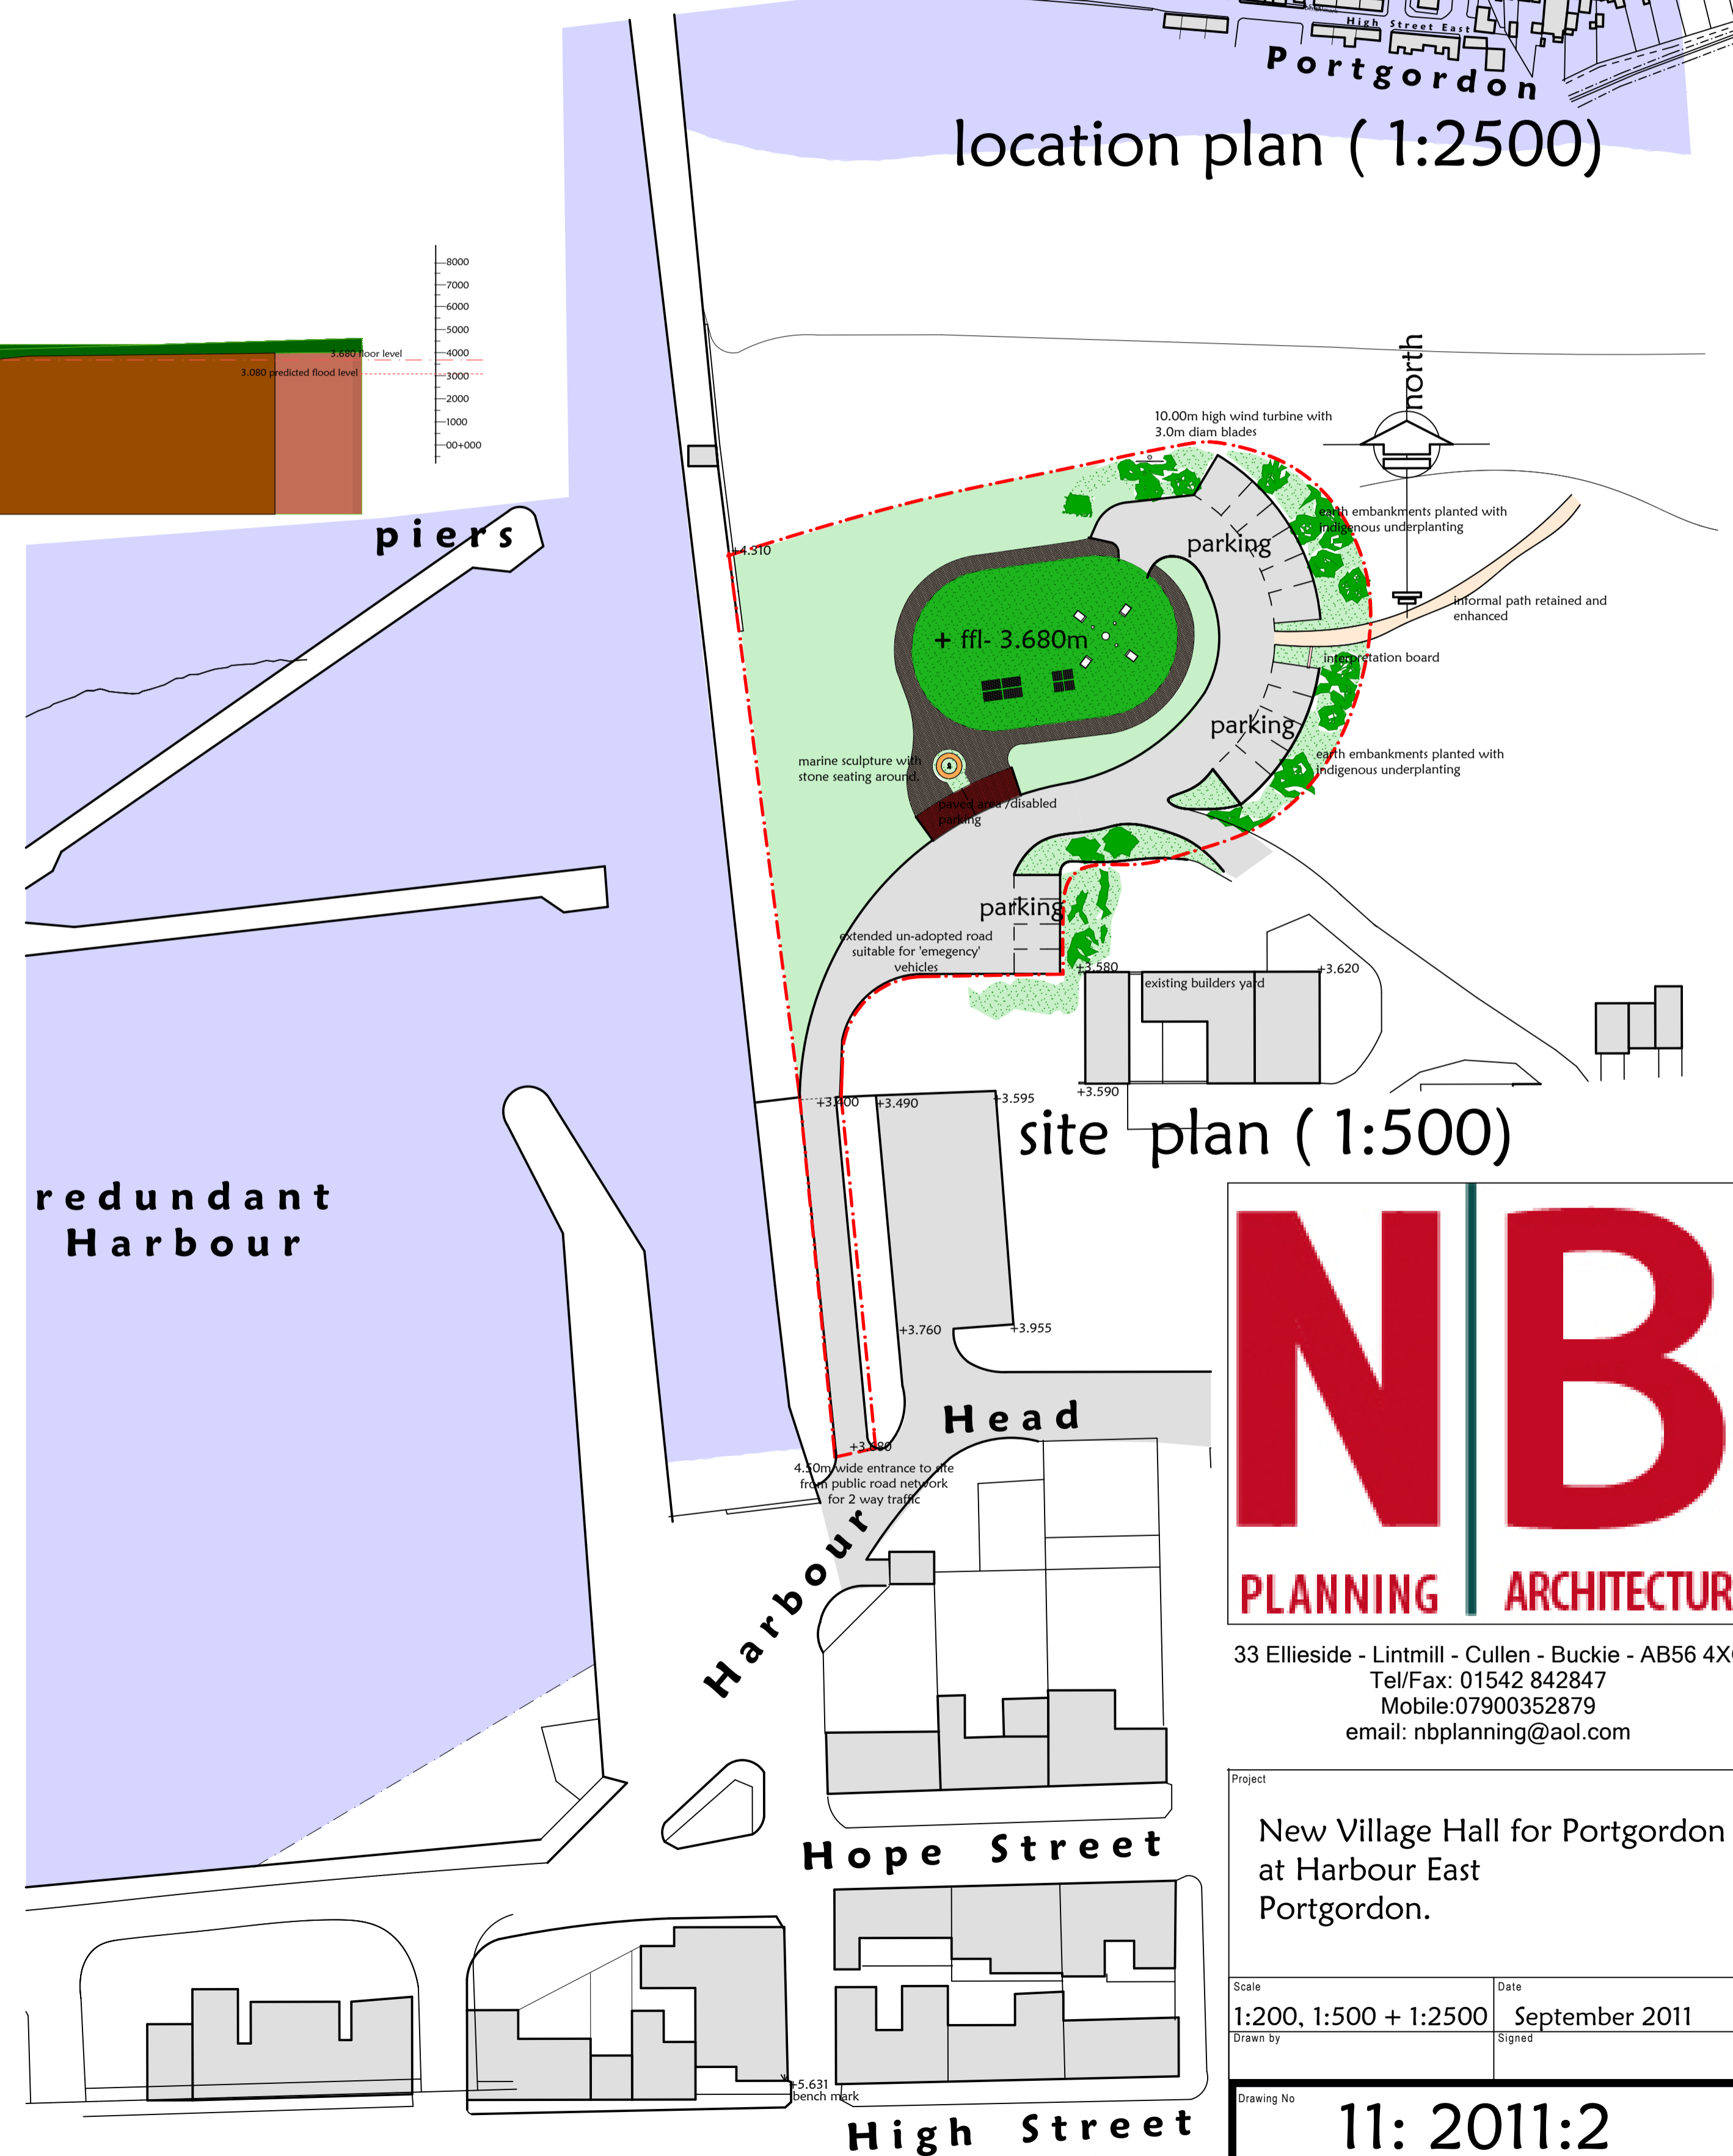 High Street East
Portgordon
location plan ( 1:2500)
8000
7000
6000
5000
4000
3000
2000
1000
00+000
3.680 floor level
3.080 predicted flood level
north
10.00m high wind turbine with
3.0m diam blades
piers
earth embankments planted with
indigenous underplanting
parking
+4.310
informal path retained and
enhanced
+ ffl- 3.680m
interpretation board
parking
marine sculpture with
stone seating around.
earth embankments planted with
indigenous underplanting
paved area /disabled
parking
parking
extended un-adopted road
suitable for 'emegency'
vehicles
+3.580
+3.620
existing builders yard
+3.590
+3.400
+3.490
+3.595
site plan ( 1:500)
redundant
Harbour
+3.760
+3.955
Head
4.50m wide entrance to site
from public road network
for 2 way traffic
Harbour
NB
PLANNING
ARCHITECTUR
33 Ellieside - Lintmill - Cullen - Buckie - AB56 4X
Tel/Fax: 01542 842847
Mobile:07900352879
email: nbplanning@aol.com
Project
New Village Hall for Portgordon
at Harbour East
Portgordon.
Hope Street
Scale
Date
1:200, 1:500 + 1:2500
September 2011
Drawn by
Signed
+5.631
bench mark
Drawing No
11: 2011:2
High Street